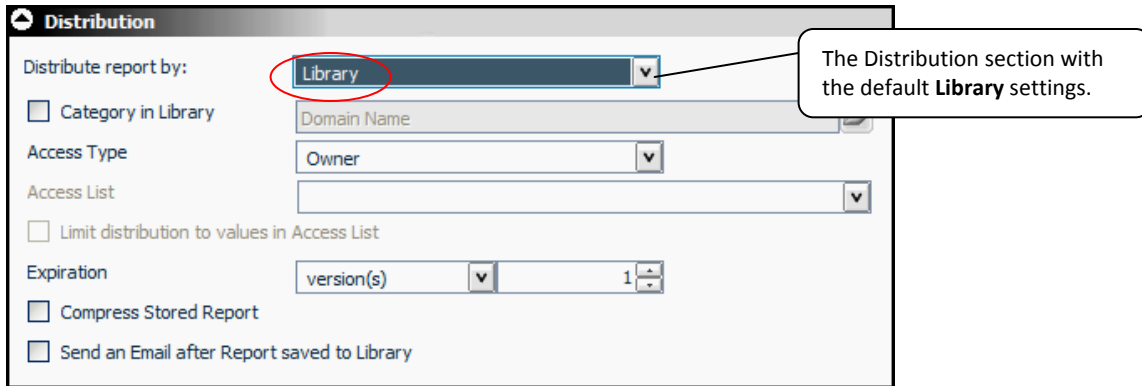 Distribution
Distribute report by:
Library
The Distribution section with
the default Library settings.
Category in Library
Domain Name
Access Type
Owner
Access List
Limit distribution to values in Access List
Expiration
version(s)
1
Compress Stored Report
Send an Email after Report saved to Library